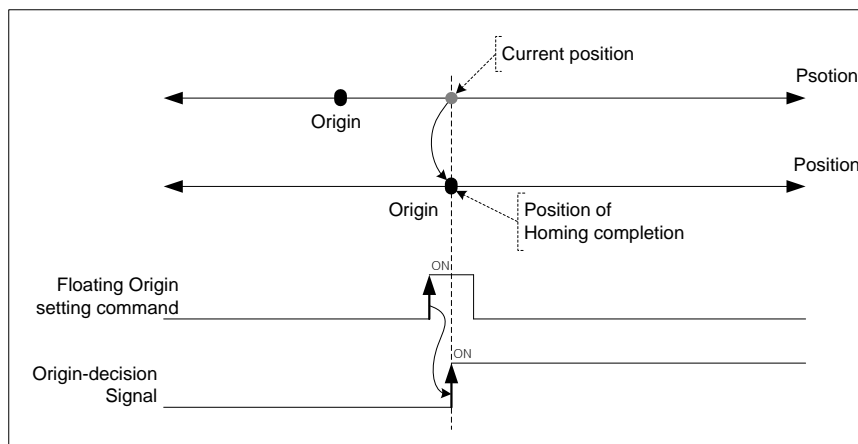 Current position
Psotion
Origin
Position
Origin
Position of
Homing completion
ON
Floating Origin
setting command
ON
Origin-decision
Signal